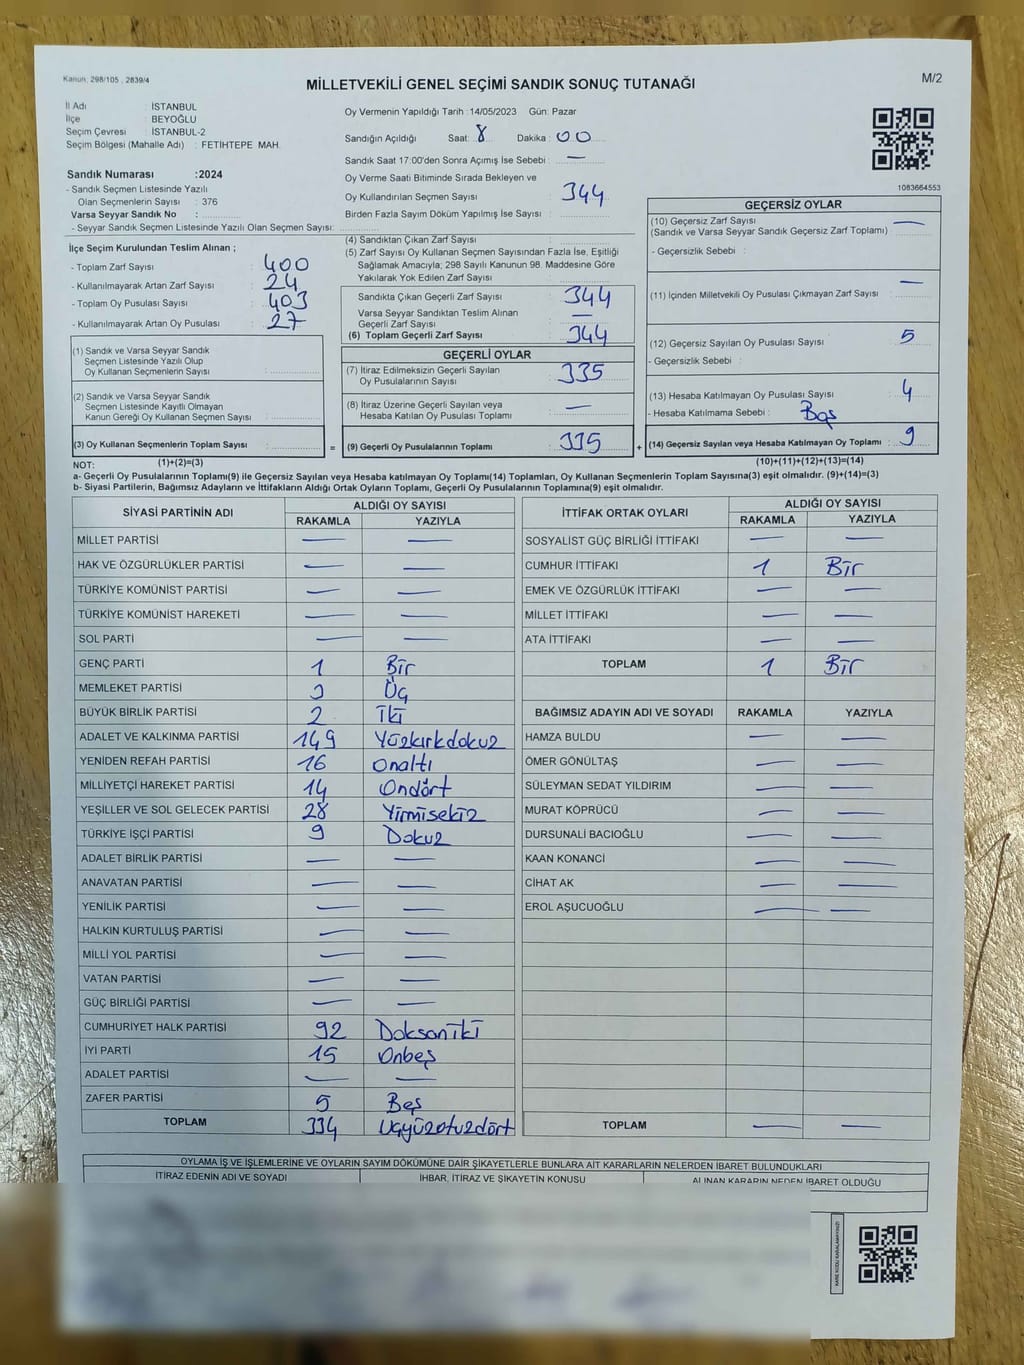 Kanun: 298/105 , 2839/4
MİLLETVEKİLİ GENEL SEÇİMİ SANDIK SONUÇ TUTANAĞI
M/2
İl Adı : İSTANBUL
İlçe : BEYOĞLU
Seçim Çevresi : İSTANBUL-2
Seçim Bölgesi (Mahalle Adı) : FETİHTEPE MAH.
Sandık Numarası :2024
- Sandık Seçmen Listesinde Yazılı
Olan Seçmenlerin Sayısı : 376
Varsa Seyyar Sandık No :
- Seyyar Sandık Seçmen Listesinde Yazılı Olan Seçmen Sayısı:
İlçe Seçim Kurulundan Teslim Alınan ;
- Toplam Zarf Sayısı : 400
- Kullanılmayarak Artan Zarf Sayısı : 24
- Toplam Oy Pusulası Sayısı : 403
- Kullanılmayarak Artan Oy Pusulası : 27
(1) Sandık ve Varsa Seyyar Sandık
Seçmen Listesinde Yazılı Olup
Oy Kullanan Seçmenlerin Sayısı :
(2) Sandık ve Varsa Seyyar Sandık
Seçmen Listesinde Kayıtlı Olmayan
Kanun Gereği Oy Kullanan Seçmen Sayısı :
(3) Oy Kullanan Seçmenlerin Toplam Sayısı : =
Oy Vermenin Yapıldığı Tarih :14/05/2023 Gün: Pazar
Sandığın Açıldığı Saat: 8 Dakika : 00
Sandık Saat 17:00'den Sonra Açımış İse Sebebi : —
Oy Verme Saati Bitiminde Sırada Bekleyen ve
Oy Kullandırılan Seçmen Sayısı : 344
Birden Fazla Sayım Döküm Yapılmış İse Sayısı :
(4) Sandıktan Çıkan Zarf Sayısı :
(5) Zarf Sayısı Oy Kullanan Seçmen Sayısından Fazla İse, Eşitliği
Sağlamak Amacıyla; 298 Sayılı Kanunun 98. Maddesine Göre
Yakılarak Yok Edilen Zarf Sayısı :
Sandıkta Çıkan Geçerli Zarf Sayısı : 344
Varsa Seyyar Sandıktan Teslim Alınan
Geçerli Zarf Sayısı : —
(6) Toplam Geçerli Zarf Sayısı : 344
GEÇERLİ OYLAR
(7) İtiraz Edilmeksizin Geçerli Sayılan
Oy Pusulalarının Sayısı : 335
(8) İtiraz Üzerine Geçerli Sayılan veya
Hesaba Katılan Oy Pusulası Toplamı : —
(9) Geçerli Oy Pusulalarının Toplamı : 335 +
1083664553
GEÇERSİZ OYLAR
(10) Geçersiz Zarf Sayısı : —
(Sandık ve Varsa Seyyar Sandık Geçersiz Zarf Toplamı)
- Geçersizlik Sebebi :
(11) İçinden Milletvekili Oy Pusulası Çıkmayan Zarf Sayısı : —
(12) Geçersiz Sayılan Oy Pusulası Sayısı : 5
- Geçersizlik Sebebi :
(13) Hesaba Katılmayan Oy Pusulası Sayısı : 4
- Hesaba Katılmama Sebebi : Boş
(14) Geçersiz Sayılan veya Hesaba Katılmayan Oy Toplamı : 9
NOT: (1)+(2)=(3) (10)+(11)+(12)+(13)=(14)
a- Geçerli Oy Pusulalarının Toplamı(9) ile Geçersiz Sayılan veya Hesaba katılmayan Oy Toplamı(14) Toplamları, Oy Kullanan Seçmenlerin Toplam Sayısına(3) eşit olmalıdır. (9)+(14)=(3)
b- Siyasi Partilerin, Bağımsız Adayların ve İttifakların Aldığı Ortak Oyların Toplamı, Geçerli Oy Pusulalarının Toplamına(9) eşit olmalıdır.
SİYASİ PARTİNİN ADI ALDIĞI OY SAYISI
RAKAMLA YAZIYLA
MİLLET PARTİSİ — —
HAK VE ÖZGÜRLÜKLER PARTİSİ — —
TÜRKİYE KOMÜNİST PARTİSİ — —
TÜRKİYE KOMÜNİST HAREKETİ — —
SOL PARTİ — —
GENÇ PARTİ 1 Bir
MEMLEKET PARTİSİ 3 Üç
BÜYÜK BİRLİK PARTİSİ 2 İki
ADALET VE KALKINMA PARTİSİ 149 Yüzkırkdokuz
YENİDEN REFAH PARTİSİ 16 Onaltı
MİLLİYETÇİ HAREKET PARTİSİ 14 Ondört
YEŞİLLER VE SOL GELECEK PARTİSİ 28 Yirmisekiz
TÜRKİYE İŞÇİ PARTİSİ 9 Dokuz
ADALET BİRLİK PARTİSİ — —
ANAVATAN PARTİSİ — —
YENİLİK PARTİSİ — —
HALKIN KURTULUŞ PARTİSİ — —
MİLLİ YOL PARTİSİ — —
VATAN PARTİSİ — —
GÜÇ BİRLİĞİ PARTİSİ — —
CUMHURİYET HALK PARTİSİ 92 Doksaniki
İYİ PARTİ 15 Onbeş
ADALET PARTİSİ — —
ZAFER PARTİSİ 5 Beş
TOPLAM 334 Üçyüzotuzdört
İTTİFAK ORTAK OYLARI ALDIĞI OY SAYISI
RAKAMLA YAZIYLA
SOSYALİST GÜÇ BİRLİĞİ İTTİFAKI — —
CUMHUR İTTİFAKI 1 Bir
EMEK VE ÖZGÜRLÜK İTTİFAKI — —
MİLLET İTTİFAKI — —
ATA İTTİFAKI — —
TOPLAM 1 Bir
BAĞIMSIZ ADAYIN ADI VE SOYADI RAKAMLA YAZIYLA
HAMZA BULDU — —
ÖMER GÖNÜLTAŞ — —
SÜLEYMAN SEDAT YILDIRIM — —
MURAT KÖPRÜCÜ — —
DURSUNALİ BACIOĞLU — —
KAAN KONANCİ — —
CİHAT AK — —
EROL AŞUCUOĞLU — —
TOPLAM — —
OYLAMA İŞ VE İŞLEMLERİNE VE OYLARIN SAYIM DÖKÜMÜNE DAİR ŞİKAYETLERLE BUNLARA AİT KARARLARIN NELERDEN İBARET BULUNDUKLARI
İTİRAZ EDENİN ADI VE SOYADI İHBAR, İTİRAZ VE ŞİKAYETİN KONUSU ALINAN KARARIN NEDEN İBARET OLDUĞU